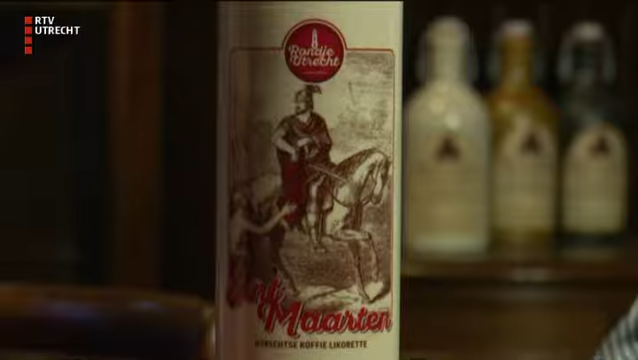 RTV
UTRECHT
Rondje
Utrecht
Maarten
KOFFIE LIKORETTE